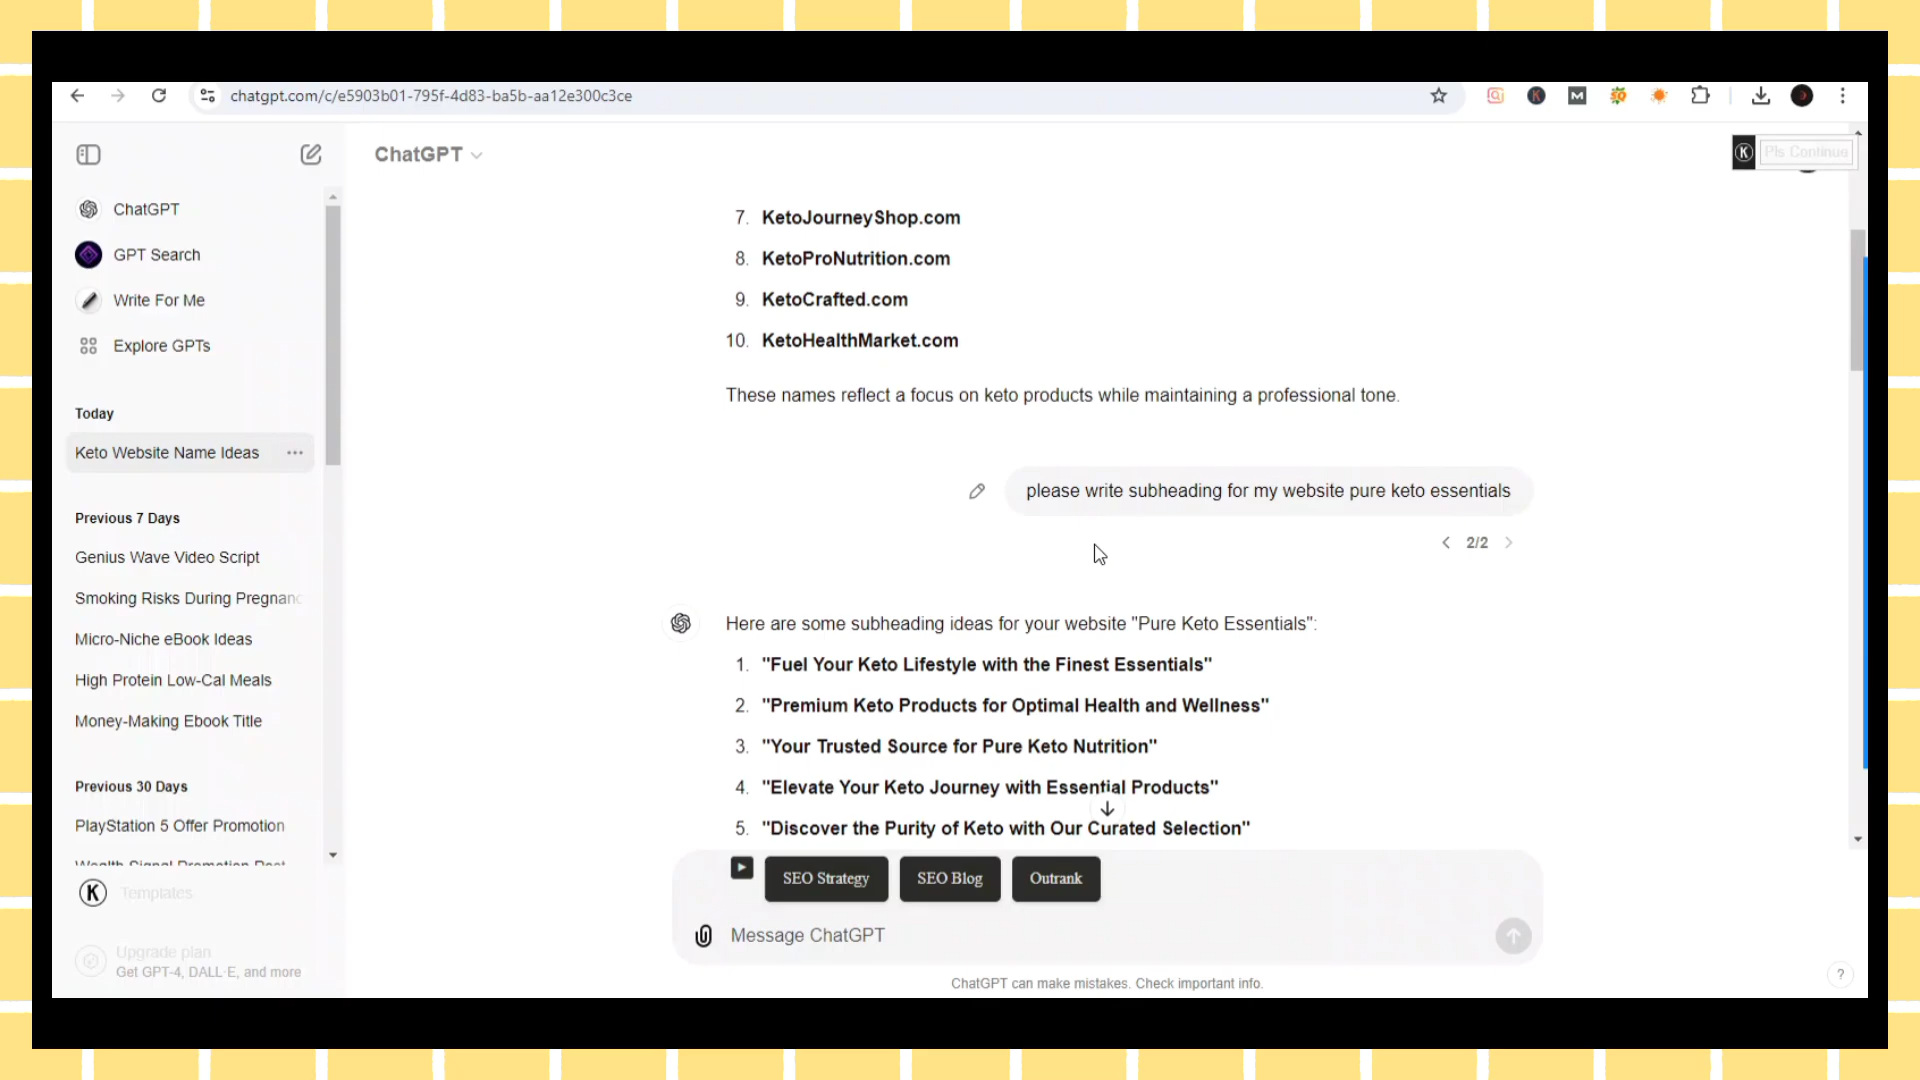 chatgpt.com/c/e5903b01-795f-4d83-ba5b-aa12e300c3ce
ChatGPT
Pls Continue
ChatGPT
GPT Search
Write For Me
Explore GPTs
Today
Keto Website Name Ideas
Previous 7 Days
Genius Wave Video Script
Smoking Risks During Pregnanc
Micro-Niche eBook Ideas
High Protein Low-Cal Meals
Money-Making Ebook Title
Previous 30 Days
PlayStation 5 Offer Promotion
Wealth Signal Promotion Post
Templates
Upgrade plan
Get GPT-4, DALL·E, and more
7. KetoJourneyShop.com
8. KetoProNutrition.com
9. KetoCrafted.com
10. KetoHealthMarket.com
These names reflect a focus on keto products while maintaining a professional tone.
please write subheading for my website pure keto essentials
2/2
Here are some subheading ideas for your website "Pure Keto Essentials":
1. "Fuel Your Keto Lifestyle with the Finest Essentials"
2. "Premium Keto Products for Optimal Health and Wellness"
3. "Your Trusted Source for Pure Keto Nutrition"
4. "Elevate Your Keto Journey with Essential Products"
5. "Discover the Purity of Keto with Our Curated Selection"
SEO Strategy
SEO Blog
Outrank
Message ChatGPT
ChatGPT can make mistakes. Check important info.
?